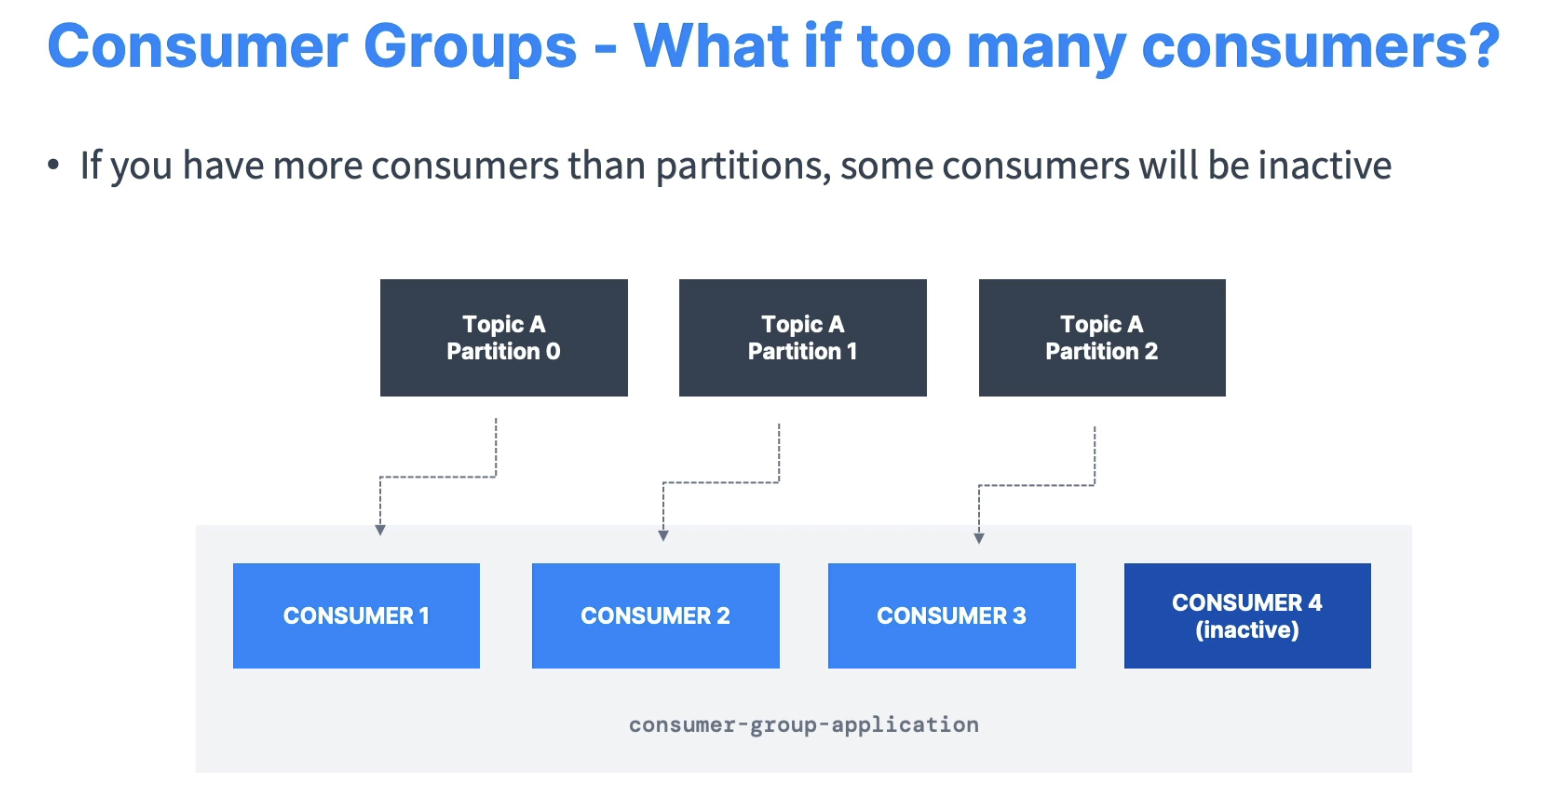 Consumer Groups - What if too many consumers?
• If you have more consumers than partitions, some consumers will be inactive
Topic A
Partition 0
Topic A
Partition 1
Topic A
Partition 2
CONSUMER 1
CONSUMER 2
CONSUMER 3
CONSUMER 4
(inactive)
consumer-group-application